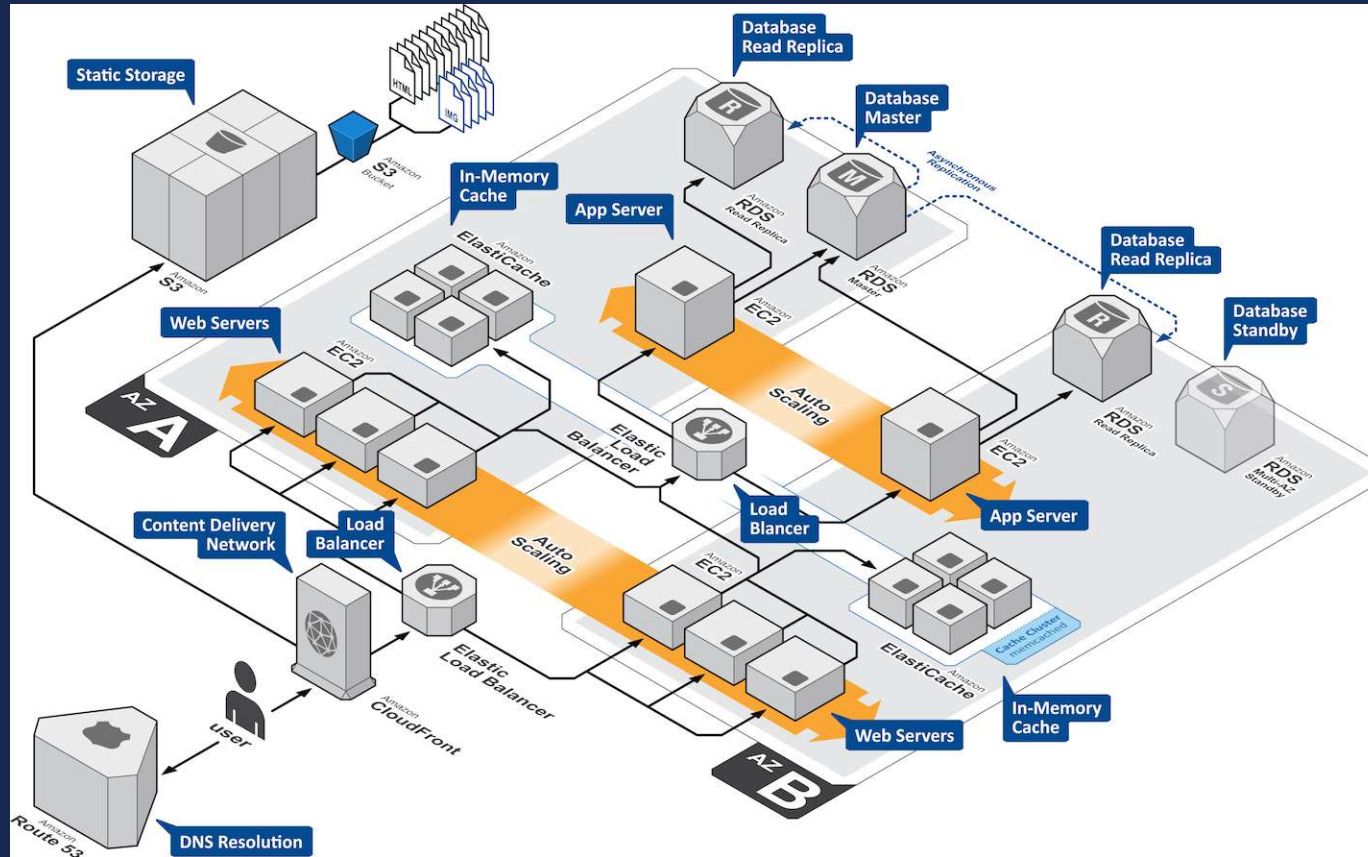 Database
Read Replica
Static Storage
HTML
IMG
Database
Master
Amazon
S3
Bucket
Asynchronous
Replication
In-Memory
Cache
App Server
Amazon
RDS
Read Replica
Amazon
ElastiCache
Database
Read Replica
Amazon
S3
Amazon
RDS
Master
Amazon
EC2
Database
Standby
Web Servers
Amazon
EC2
Auto
Scaling
AZ
A
Elastic
Load
Balancer
Amazon
RDS
Read Replica
Amazon
EC2
Amazon
RDS
Multi-AZ
Standby
Content Delivery
Network
Load
Balancer
Load
Blancer
App Server
Auto
Scaling
Amazon
EC2
Cache Cluster
memcached
Amazon
ElastiCache
Elastic
Load Balancer
user
Amazon
CloudFront
In-Memory
Cache
Web Servers
AZ
B
Amazon
Route 53
DNS Resolution
R
M
R
S